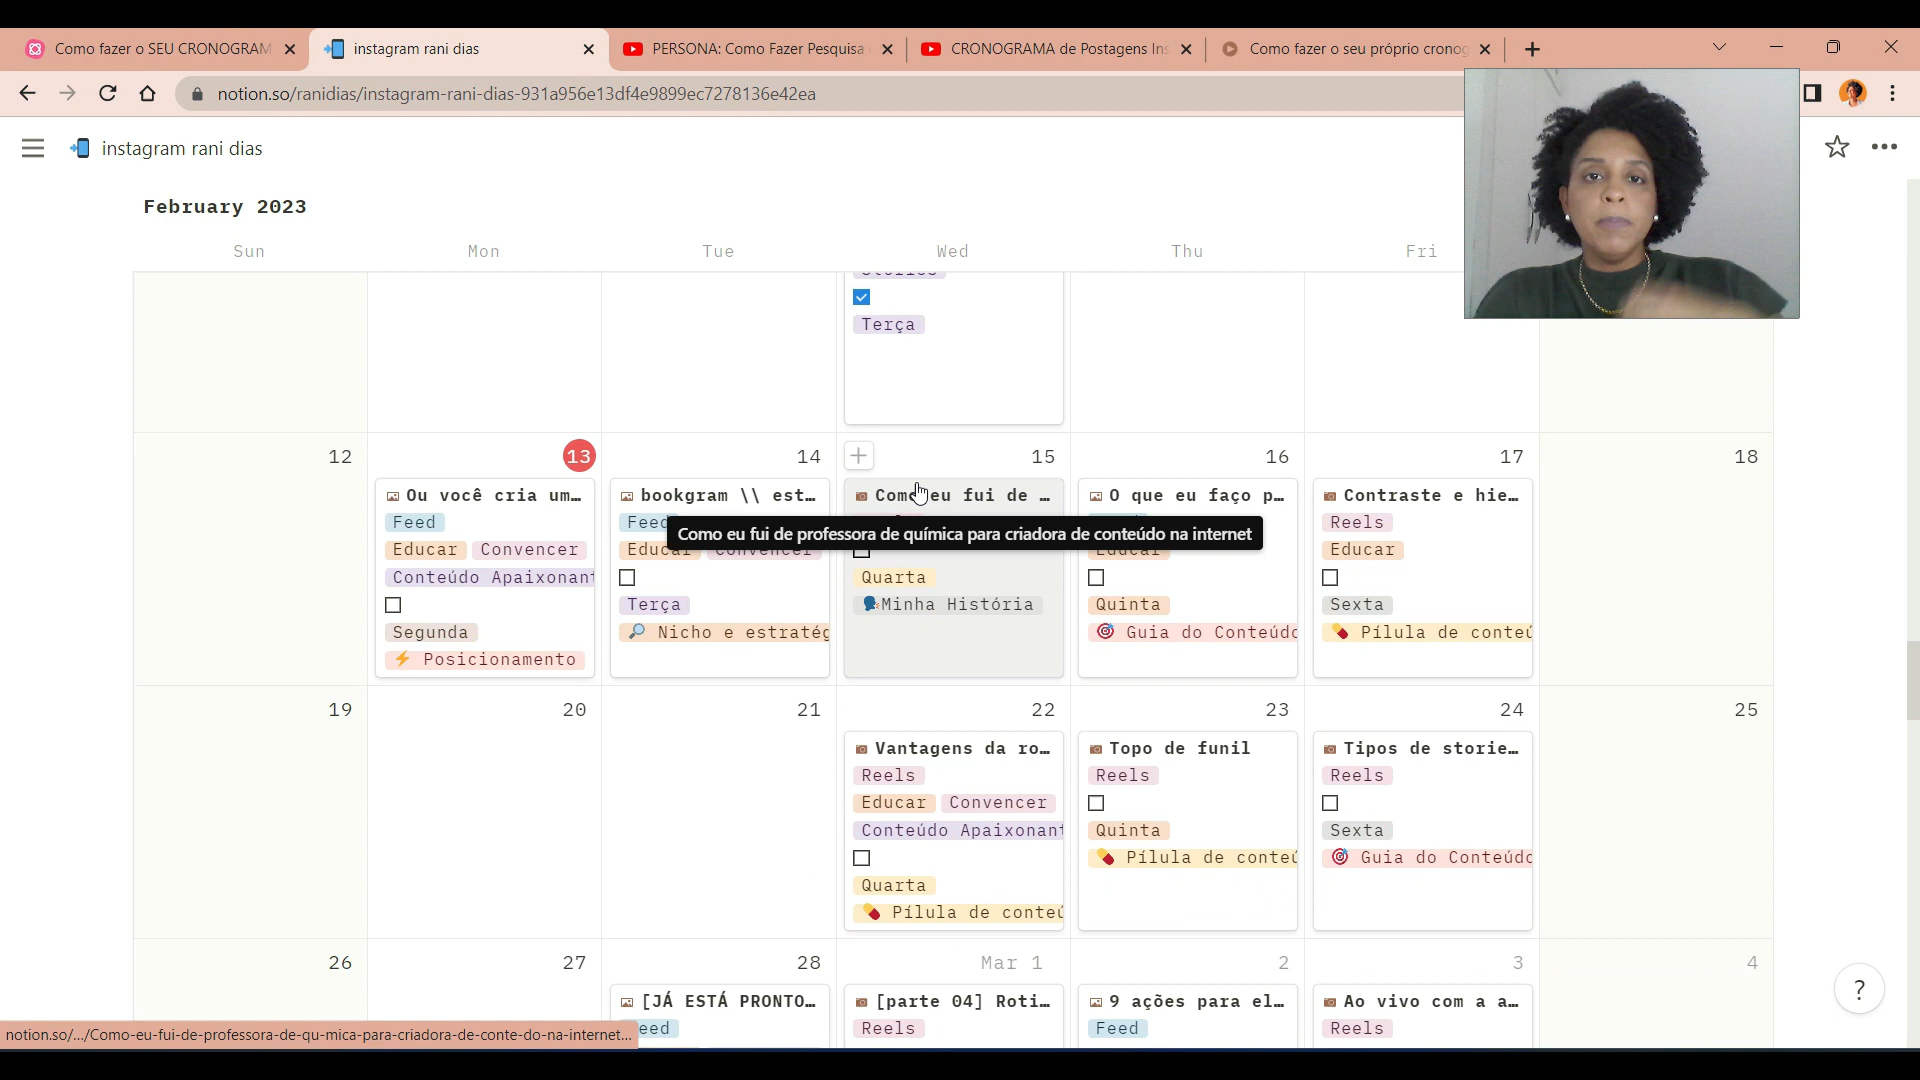 Como fazer o SEU CRONOGRAM
instagram rani dias
PERSONA: Como Fazer Pesquisa
CRONOGRAMA de Postagens Ins
Como fazer o seu próprio cronog
notion.so/ranidias/instagram-rani-dias-931a956e13df4e9899ec7278136e42ea
instagram rani dias
February 2023
Sun Mon Tue Wed Thu Fri
Terça
12 13 14 15 16 17 18
Ou você cria um…
Feed
Educar Convencer
Conteúdo Apaixonant
Segunda
⚡ Posicionamento
bookgram \\ est…
Feed
Educar Convencer
Terça
🔎 Nicho e estratég
Como eu fui de …
Como eu fui de professora de química para criadora de conteúdo na internet
Quarta
🗣Minha História
O que eu faço p…
Educar
Quinta
🎯 Guia do Conteúdo
Contraste e hie…
Reels
Educar
Sexta
💊 Pílula de conteú
19 20 21 22 23 24 25
Vantagens da ro…
Reels
Educar Convencer
Conteúdo Apaixonant
Quarta
💊 Pílula de conteú
Topo de funil
Reels
Quinta
💊 Pílula de conteú
Tipos de storie…
Reels
Sexta
🎯 Guia do Conteúdo
26 27 28 Mar 1 2 3 4
[JÁ ESTÁ PRONTO…
eed
[parte 04] Roti…
Reels
9 ações para el…
Feed
Ao vivo com a a…
Reels
?
notion.so/.../Como-eu-fui-de-professora-de-qu-mica-para-criadora-de-conte-do-na-internet...